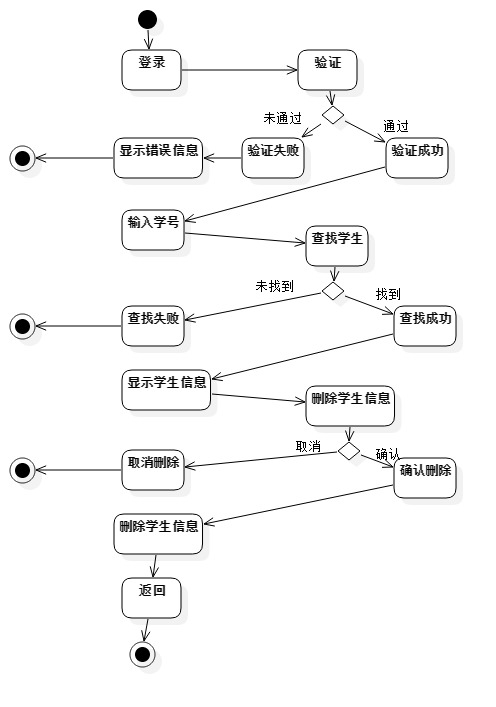 登录
验证
未通过
通过
显示错误信息
验证失败
验证成功
输入学号
查找学生
未找到
找到
查找失败
查找成功
显示学生信息
删除学生信息
取消
确认
取消删除
确认删除
删除学生信息
返回